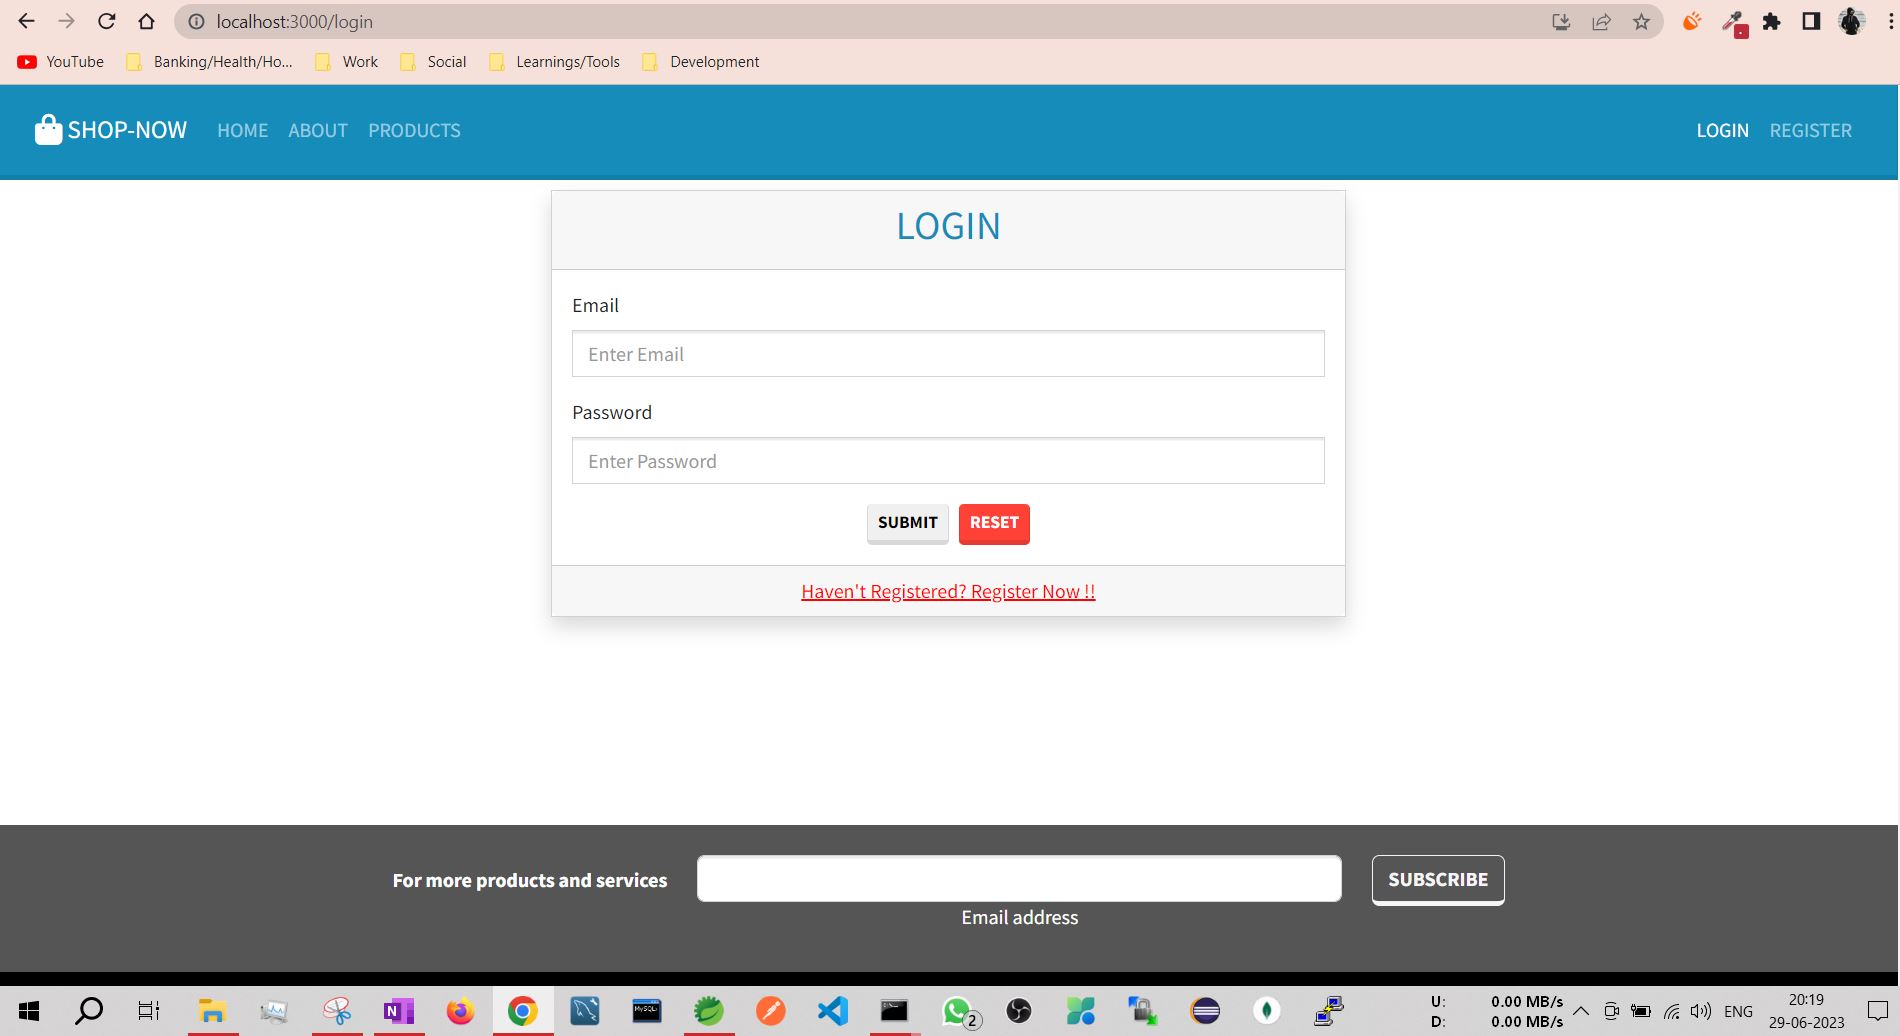 localhost:3000/login
YouTube Banking/Health/Ho... Work Social Learnings/Tools Development
SHOP-NOW HOME ABOUT PRODUCTS LOGIN REGISTER
LOGIN
Email
Enter Email
Password
Enter Password
SUBMIT RESET
Haven't Registered? Register Now !!
For more products and services SUBSCRIBE
Email address
U: 0.00 MB/s
D: 0.00 MB/s
N
MySQL
2
ENG
20:19
29-06-2023